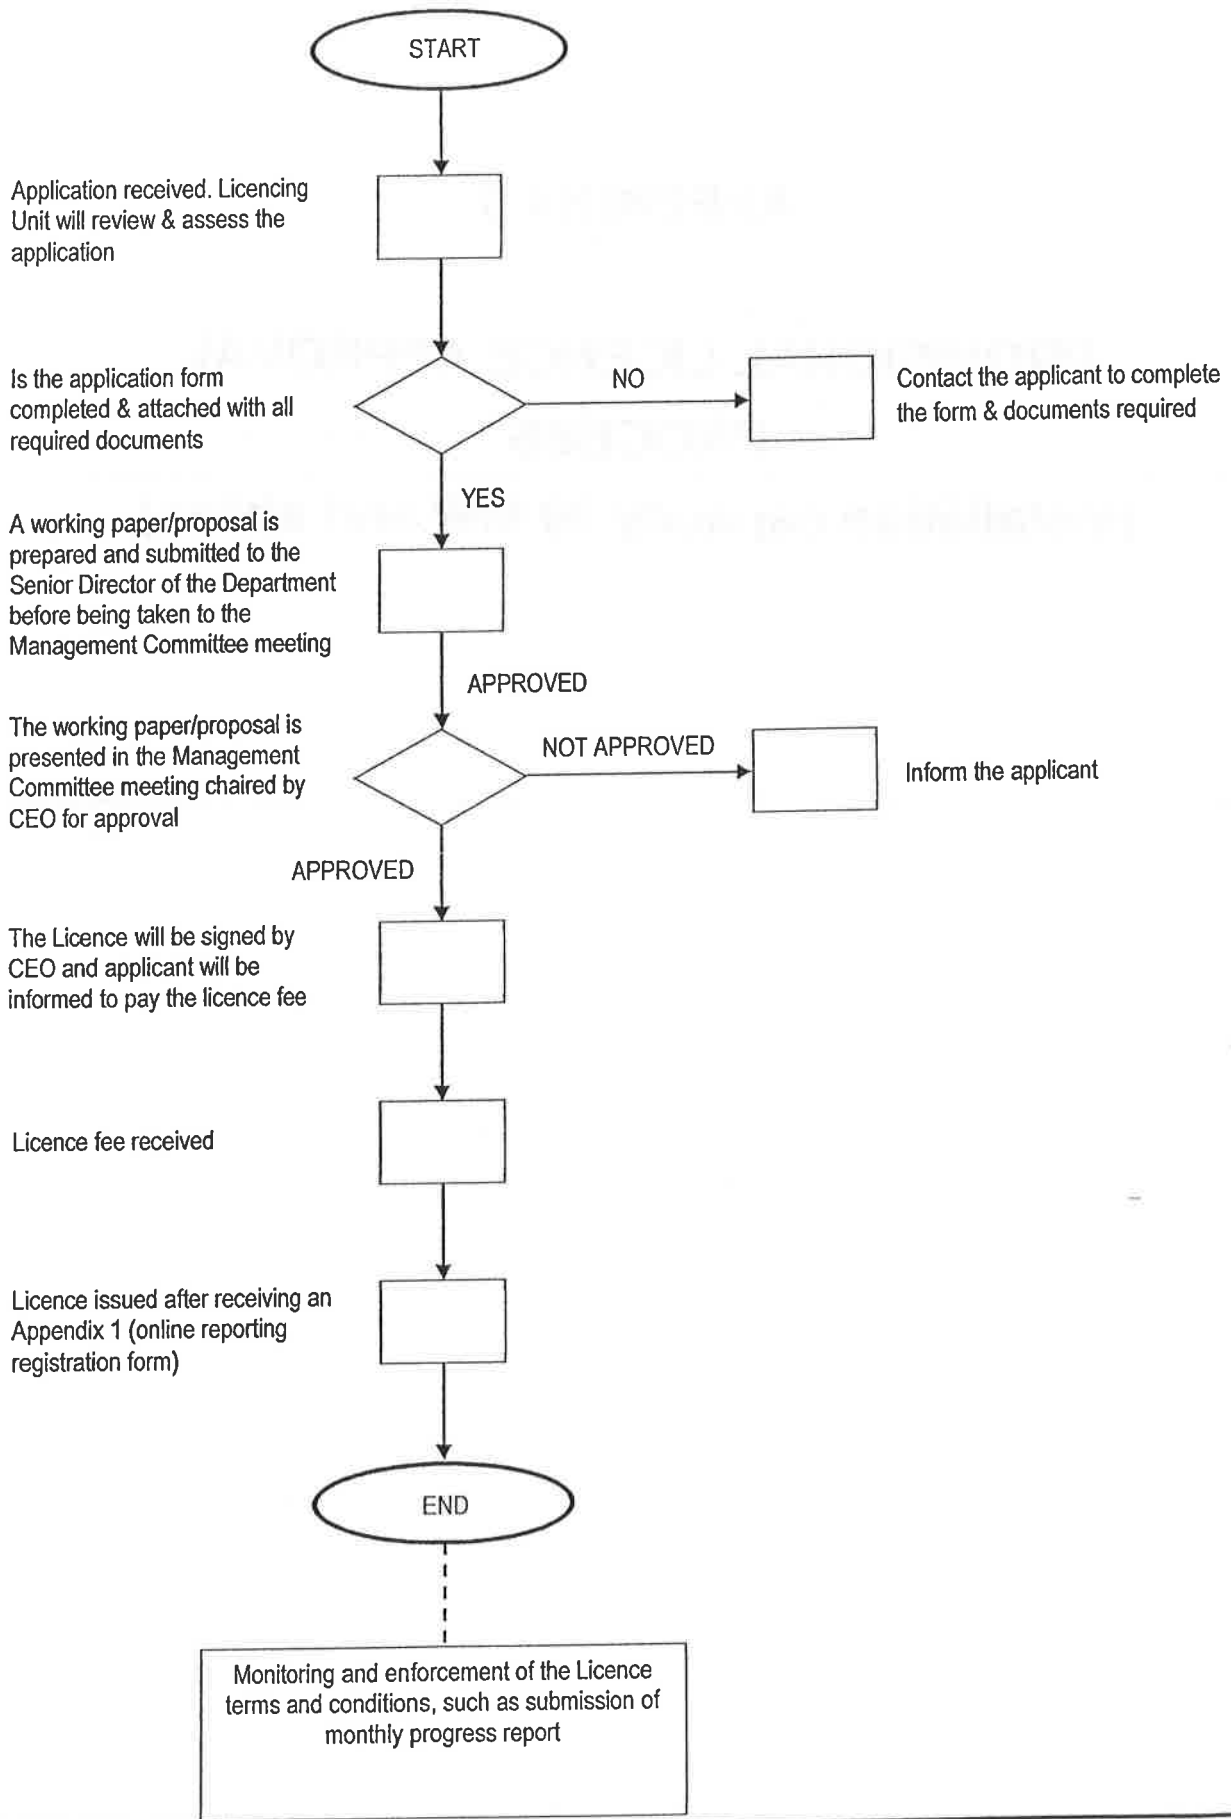 START
Application received. Licencing
Unit will review & assess the
application
Is the application form
completed & attached with all
required documents
NO
Contact the applicant to complete
the form & documents required
YES
A working paper/proposal is
prepared and submitted to the
Senior Director of the Department
before being taken to the
Management Committee meeting
APPROVED
The working paper/proposal is
presented in the Management
Committee meeting chaired by
CEO for approval
NOT APPROVED
Inform the applicant
APPROVED
The Licence will be signed by
CEO and applicant will be
informed to pay the licence fee
Licence fee received
Licence issued after receiving an
Appendix 1 (online reporting
registration form)
END
Monitoring and enforcement of the Licence
terms and conditions, such as submission of
monthly progress report